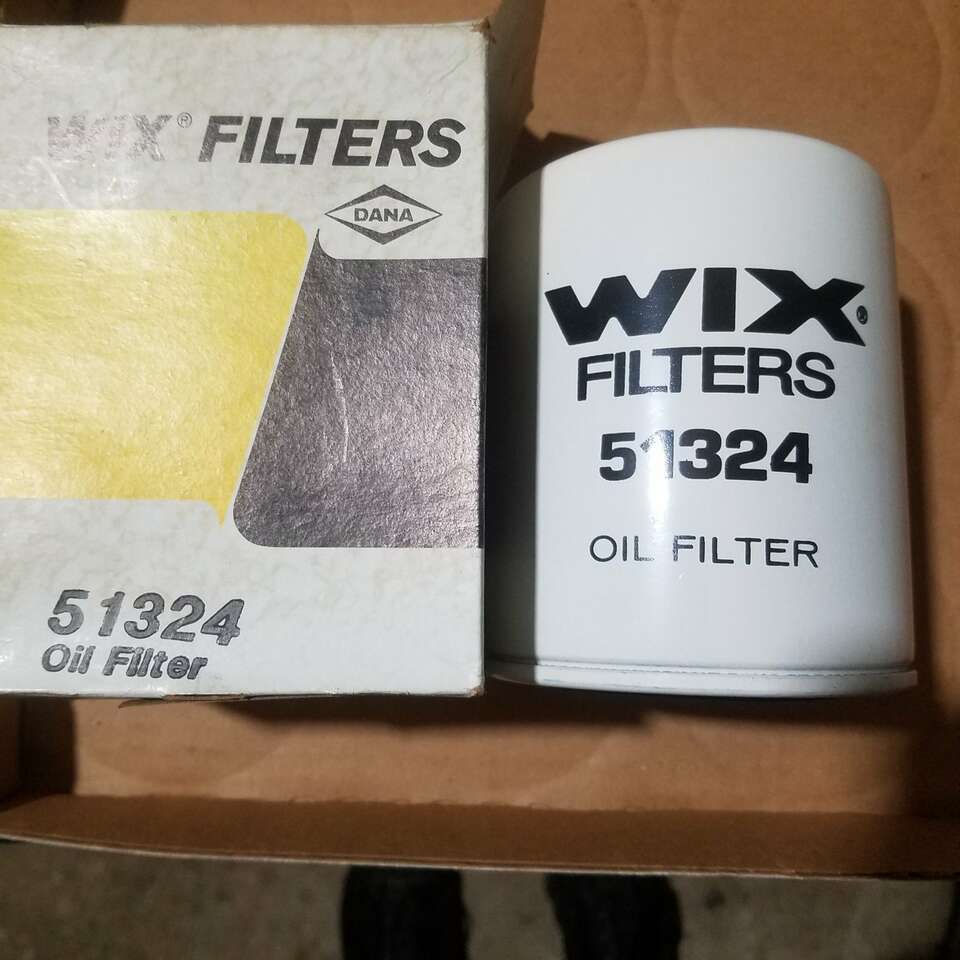 WIX® FILTERS
DANA
51324
Oil Filter
WIX®
FILTERS
51324
OIL FILTER